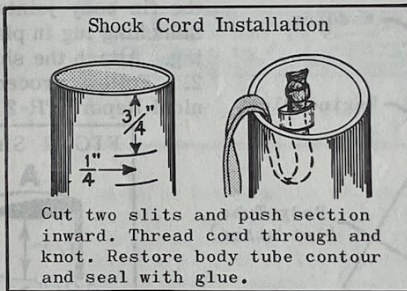 Shock Cord Installation
3/4"
1/4"
Cut two slits and push section
inward. Thread cord through and
knot. Restore body tube contour
and seal with glue.